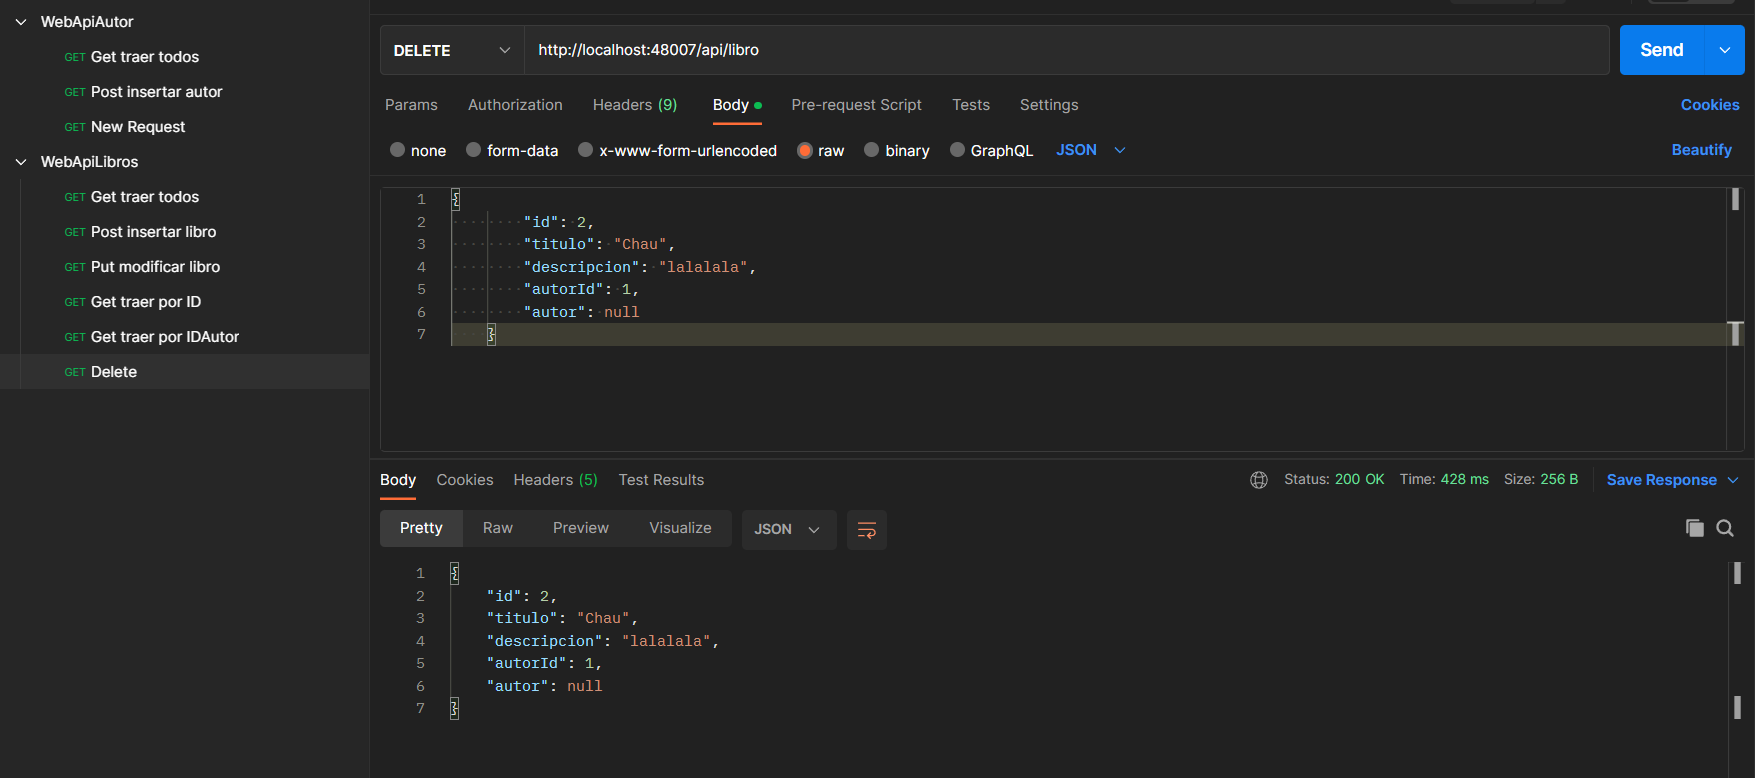 WebApiAutor
GET Get traer todos
GET Post insertar autor
GET New Request
WebApiLibros
GET Get traer todos
GET Post insertar libro
GET Put modificar libro
GET Get traer por ID
GET Get traer por IDAutor
GET Delete
DELETE http://localhost:48007/api/libro Send
Params Authorization Headers (9) Body Pre-request Script Tests Settings Cookies
none form-data x-www-form-urlencoded raw binary GraphQL JSON Beautify
1 {
2 "id": 2,
3 "titulo": "Chau",
4 "descripcion": "lalalala",
5 "autorId": 1,
6 "autor": null
7 }
Body Cookies Headers (5) Test Results Status: 200 OK Time: 428 ms Size: 256 B Save Response
Pretty Raw Preview Visualize JSON
1 {
2 "id": 2,
3 "titulo": "Chau",
4 "descripcion": "lalalala",
5 "autorId": 1,
6 "autor": null
7 }